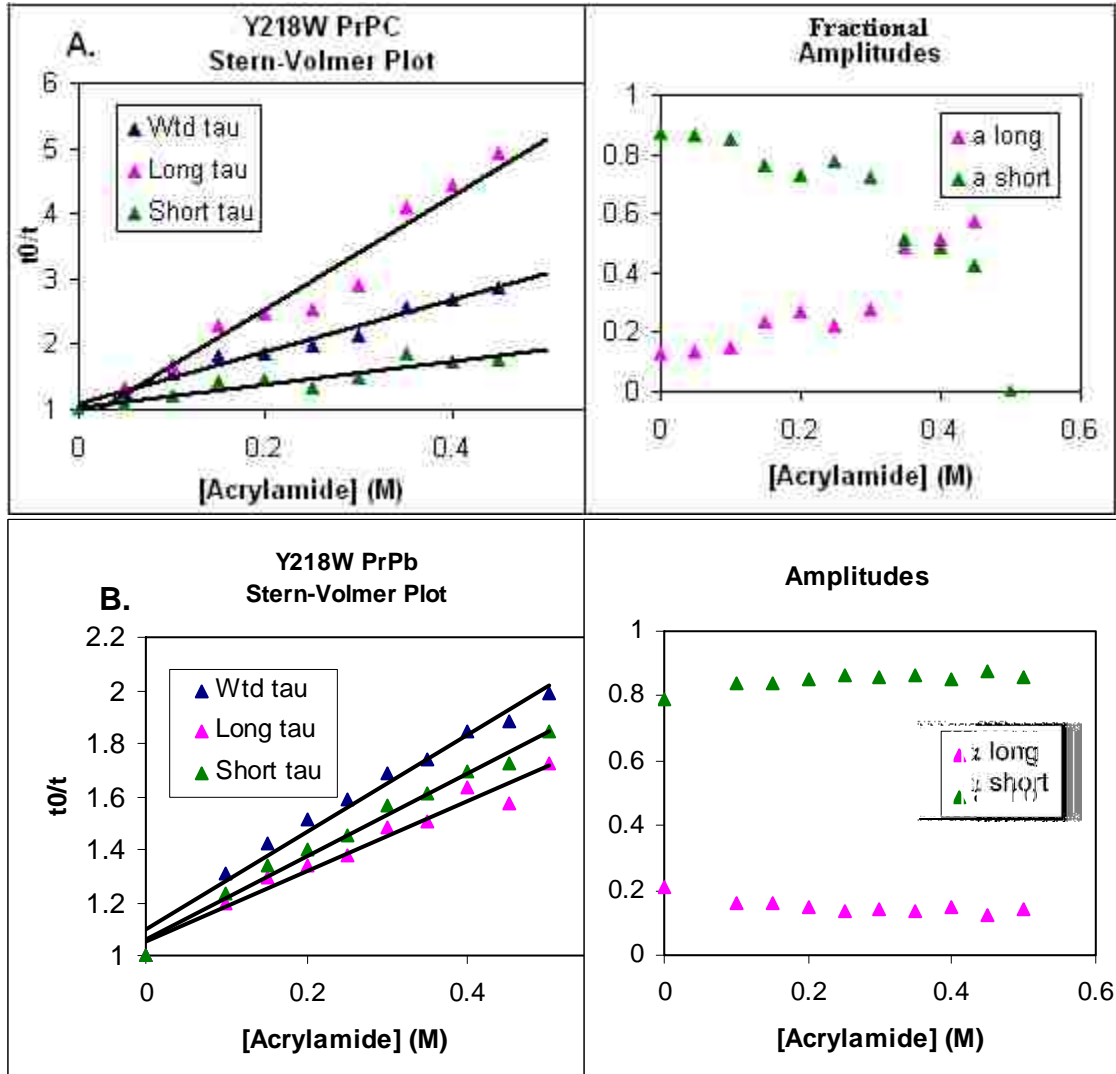 A.
Y218W PrPC
Stern-Volmer Plot
6
5
4
3
2
1
t0/t
Wtd tau
Long tau
Short tau
0
0.2
0.4
[Acrylamide] (M)
Fractional
Amplitudes
1
0.8
0.6
0.4
0.2
0
a long
a short
0
0.2
0.4
0.6
[Acrylamide] (M)
B.
Y218W PrPb
Stern-Volmer Plot
2.2
2
1.8
1.6
1.4
1.2
1
t0/t
Wtd tau
Long tau
Short tau
0
0.2
0.4
[Acrylamide] (M)
Amplitudes
1
0.8
0.6
0.4
0.2
0
long
short
0
0.2
0.4
0.6
[Acrylamide] (M)